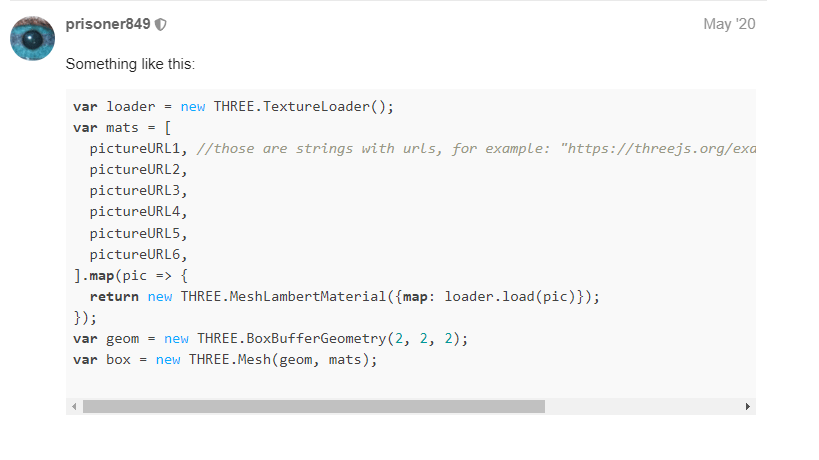 prisoner849 May '20
Something like this:
var loader = new THREE.TextureLoader();
var mats = [
  pictureURL1, //those are strings with urls, for example: "https://threejs.org/exa
  pictureURL2,
  pictureURL3,
  pictureURL4,
  pictureURL5,
  pictureURL6,
].map(pic => {
  return new THREE.MeshLambertMaterial({map: loader.load(pic)});
});
var geom = new THREE.BoxBufferGeometry(2, 2, 2);
var box = new THREE.Mesh(geom, mats);